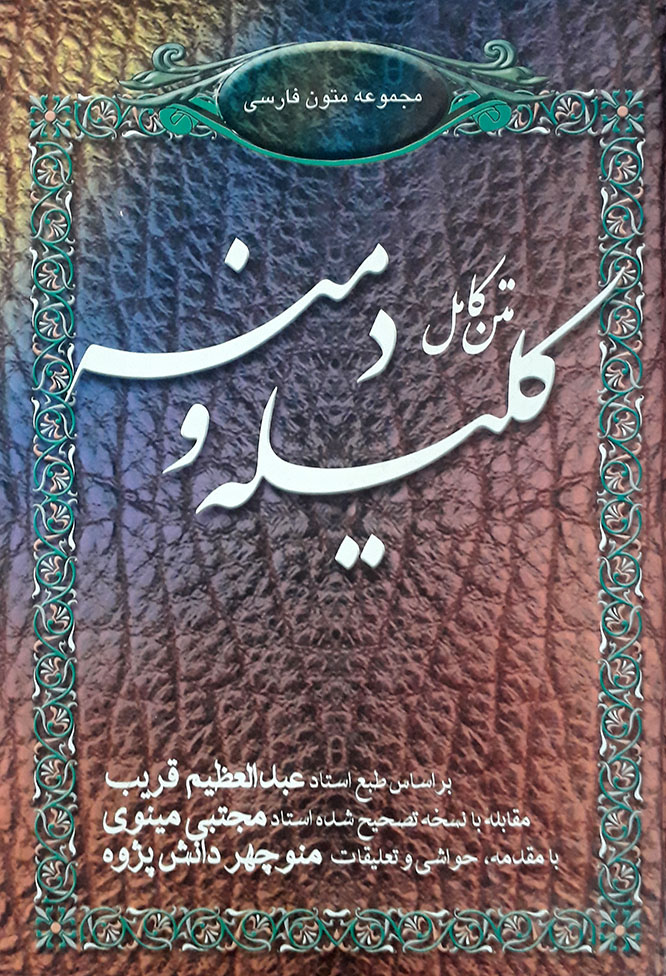 مجموعه متون فارسی
متن کامل
کلیله و دمنه
براساس طبع استاد عبدالعظیم قریب
مقابله با نسخه تصحیح شده استاد مجتبی مینوی
با مقدمه، حواشی و تعلیقات منوچهر دانش پژوه